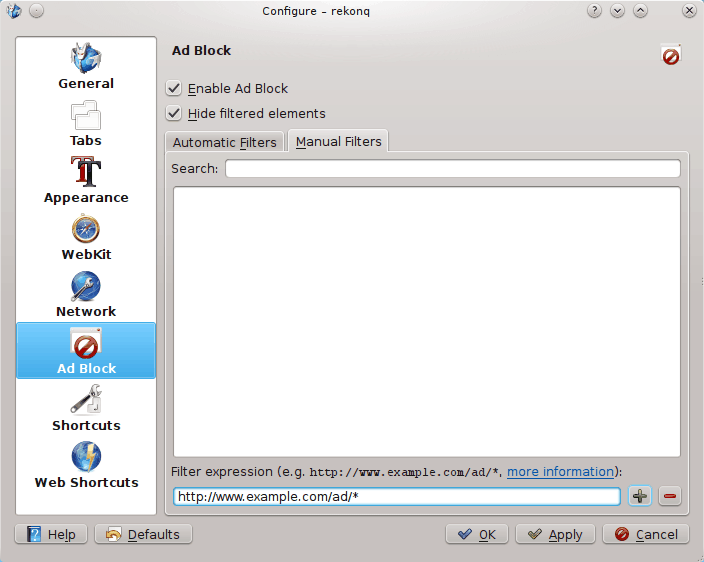 Configure – rekonq
General
Tabs
Appearance
WebKit
Network
Ad Block
Shortcuts
Web Shortcuts
Ad Block
Enable Ad Block
Hide filtered elements
Automatic Filters Manual Filters
Search:
Filter expression (e.g. http://www.example.com/ad/*, more information):
http://www.example.com/ad/*
Help Defaults OK Apply Cancel